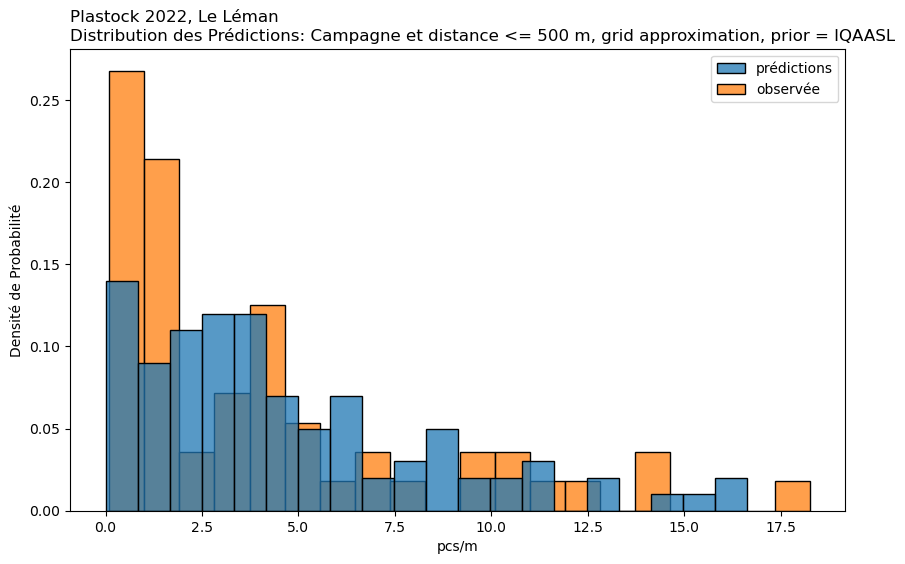 Plastock 2022, Le Léman
Distribution des Prédictions: Campagne et distance <= 500 m, grid approximation, prior = IQAASL
prédictions
observée
Densité de Probabilité
0.25
0.20
0.15
0.10
0.05
0.00
0.0 2.5 5.0 7.5 10.0 12.5 15.0 17.5
pcs/m